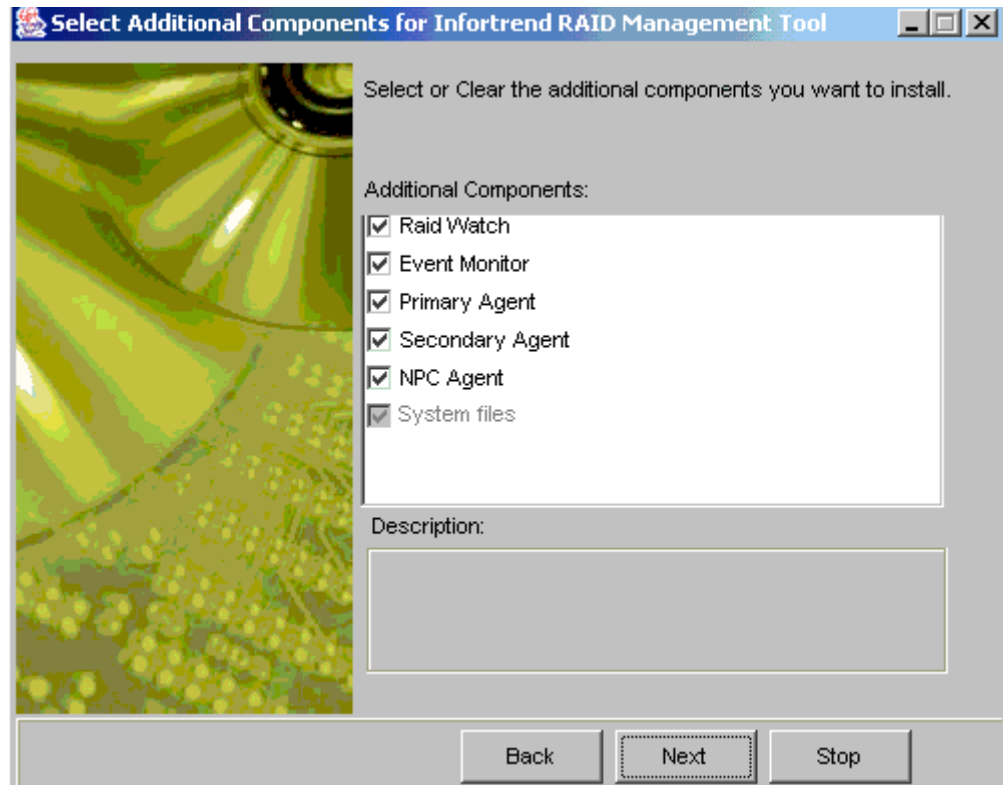 Select Additional Components for Infortrend RAID Management Tool
Select or Clear the additional components you want to install.
Additional Components:
Raid Watch
Event Monitor
Primary Agent
Secondary Agent
NPC Agent
System files
Description:
Back Next Stop